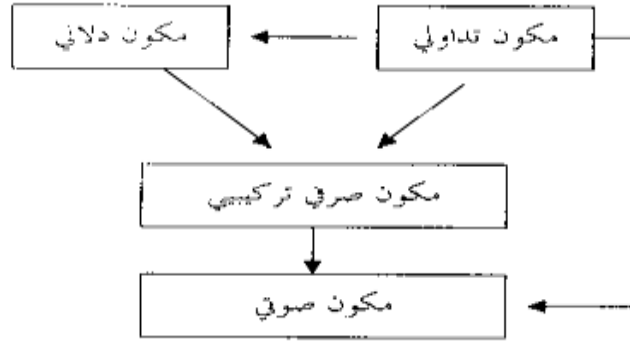 مكون تداولي
مكون دلالي
مكون صرفي تركيبي
مكون صوتي